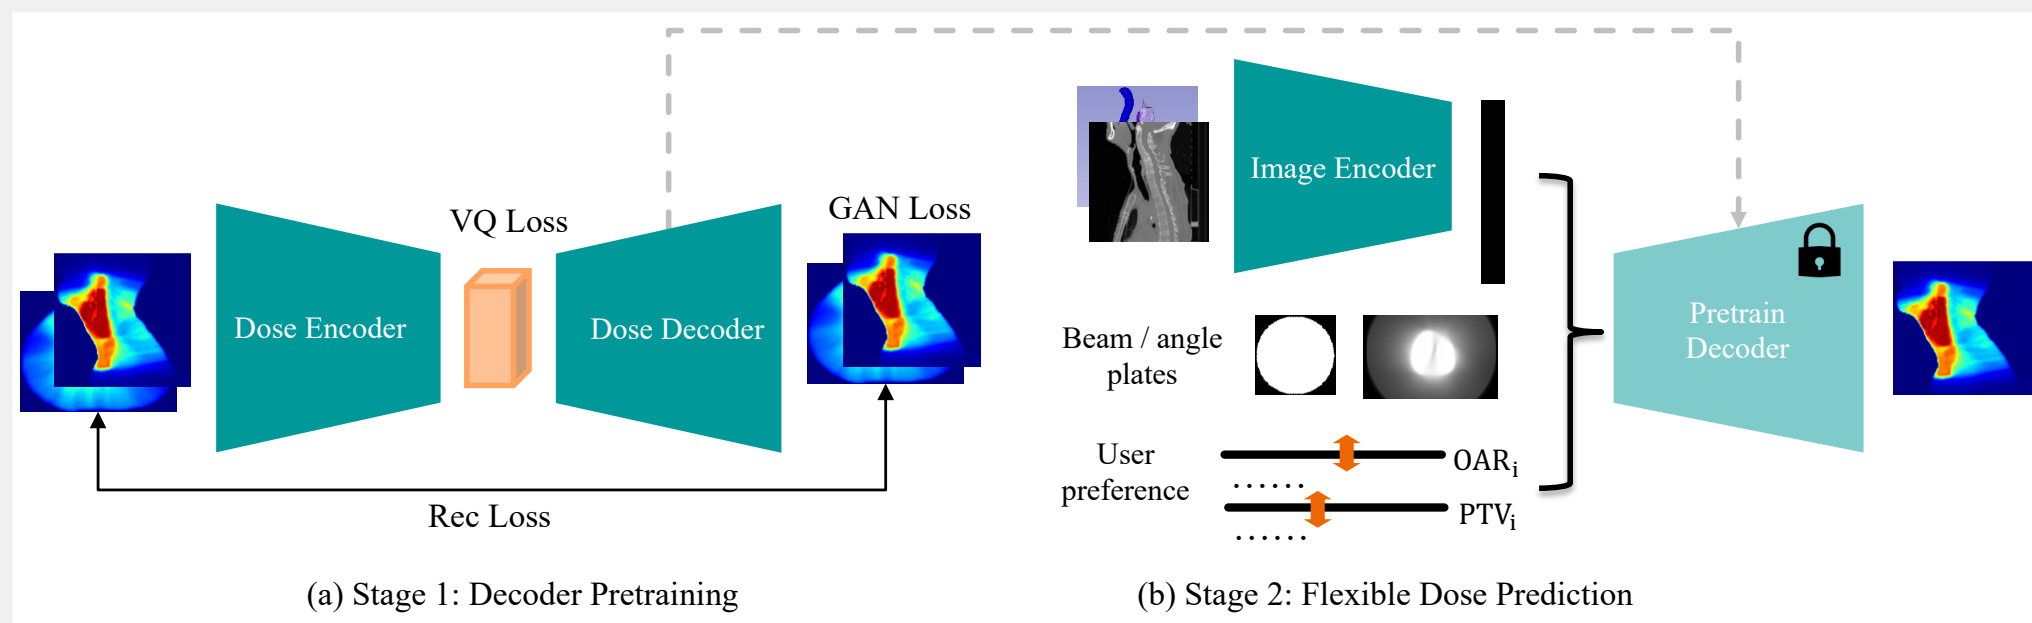 VQ Loss
GAN Loss
Dose Encoder
Dose Decoder
Rec Loss
(a) Stage 1: Decoder Pretraining
Image Encoder
Beam / angle
plates
User
preference
OARi
......
PTVi
......
Pretrain
Decoder
(b) Stage 2: Flexible Dose Prediction